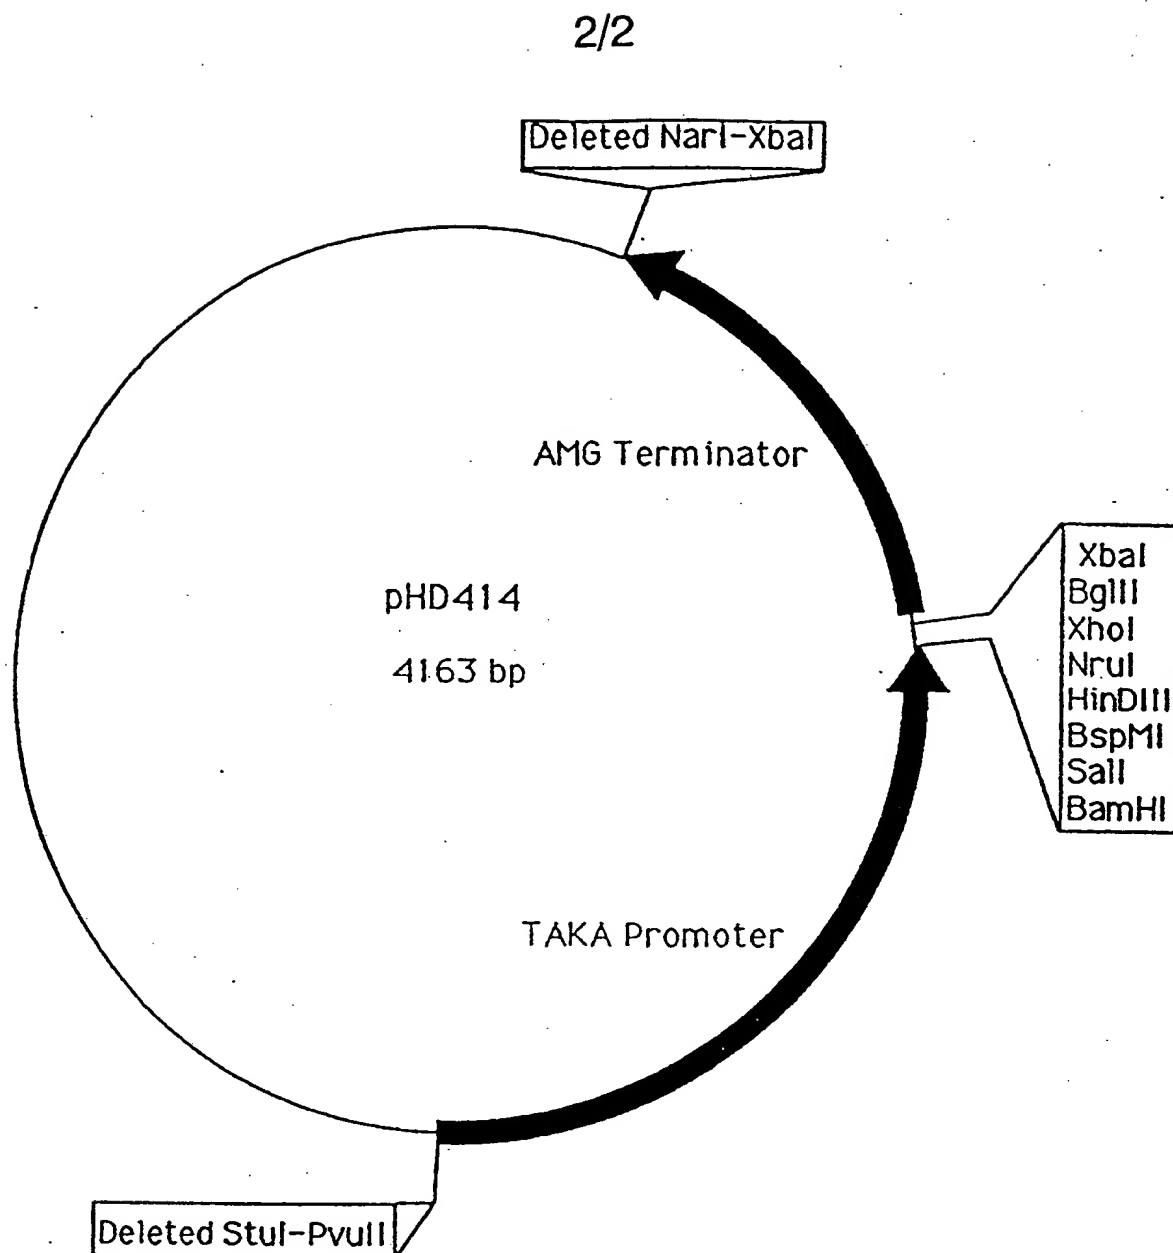 2/2
Deleted NarI-XbaI
AMG Terminator
pHD414
4163 bp
XbaI
BglII
XhoI
NruI
HinDIII
BspMI
SalI
BamHI
TAKA Promoter
Deleted StuI-PvuII